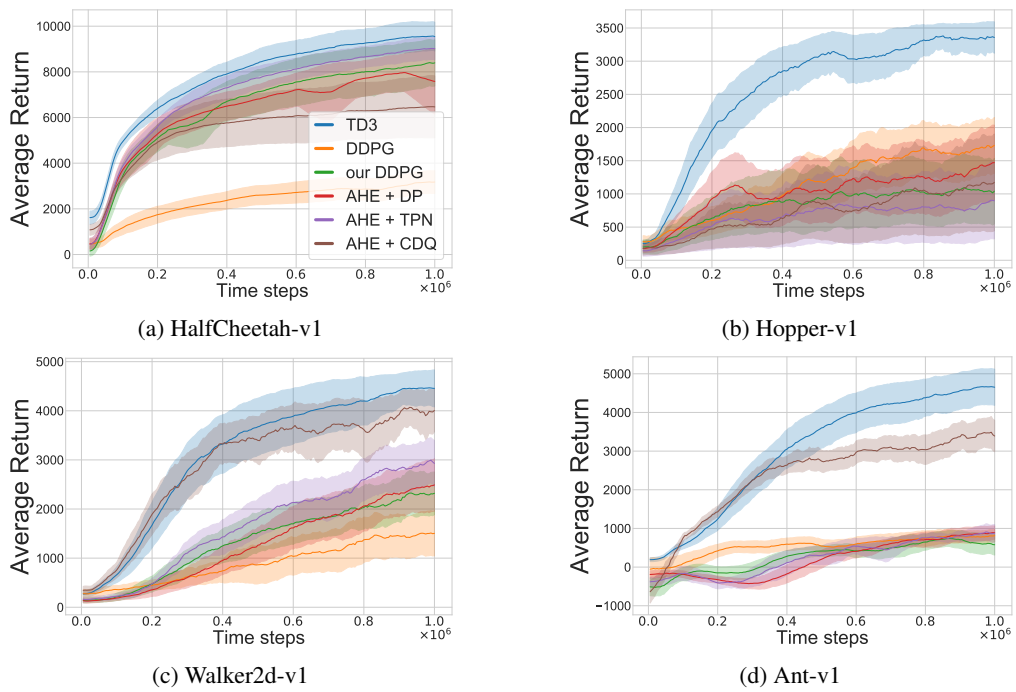 Average Return
10000
8000
6000
4000
2000
0
TD3
DDPG
our DDPG
AHE + DP
AHE + TPN
AHE + CDQ
0.0 0.2 0.4 0.6 0.8 1.0
Time steps
×10⁶
(a) HalfCheetah-v1
Average Return
3500
3000
2500
2000
1500
1000
500
0
0.0 0.2 0.4 0.6 0.8 1.0
Time steps
×10⁶
(b) Hopper-v1
Average Return
5000
4000
3000
2000
1000
0
0.0 0.2 0.4 0.6 0.8 1.0
Time steps
×10⁶
(c) Walker2d-v1
Average Return
5000
4000
3000
2000
1000
0
−1000
0.0 0.2 0.4 0.6 0.8 1.0
Time steps
×10⁶
(d) Ant-v1